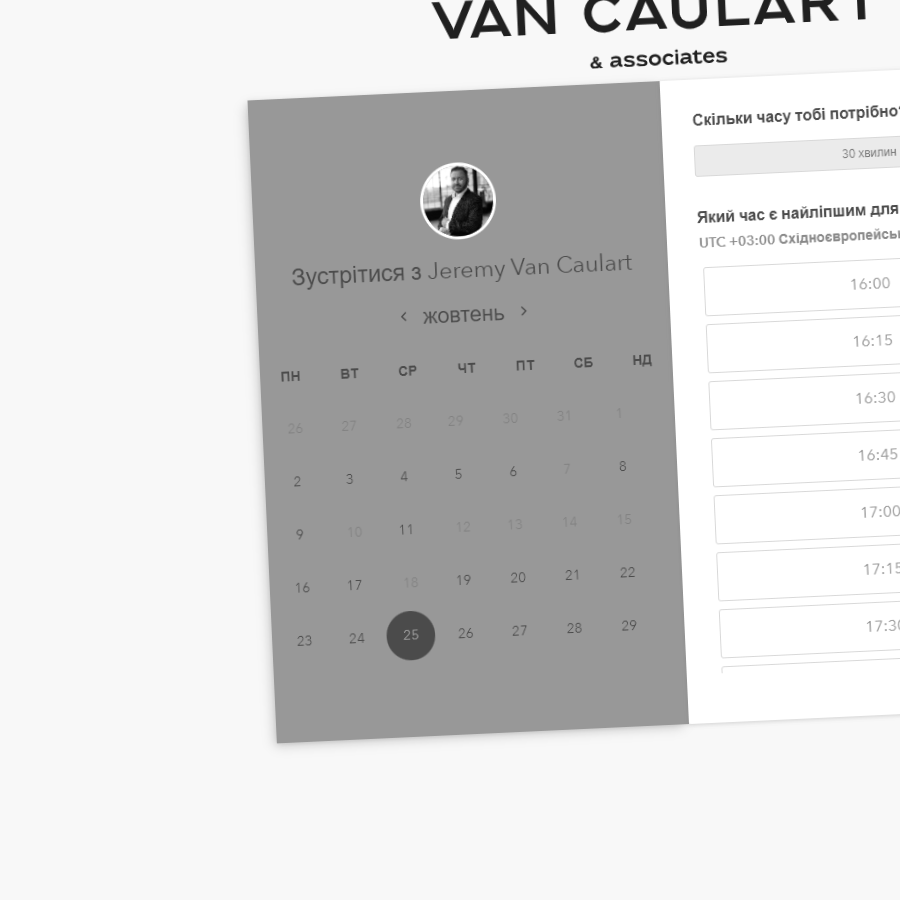 VAN CAULART
& associates
Зустрітися з Jeremy Van Caulart
жовтень
ПН ВТ СР ЧТ ПТ СБ НД
26 27 28 29 30 31 1
2 3 4 5 6 7 8
9 10 11 12 13 14 15
16 17 18 19 20 21 22
23 24 25 26 27 28 29
Скільки часу тобі потрібно?
30 хвилин
Який час є найліпшим для
UTC +03:00
16:00
16:15
16:30
16:45
17:00
17:15
17:30